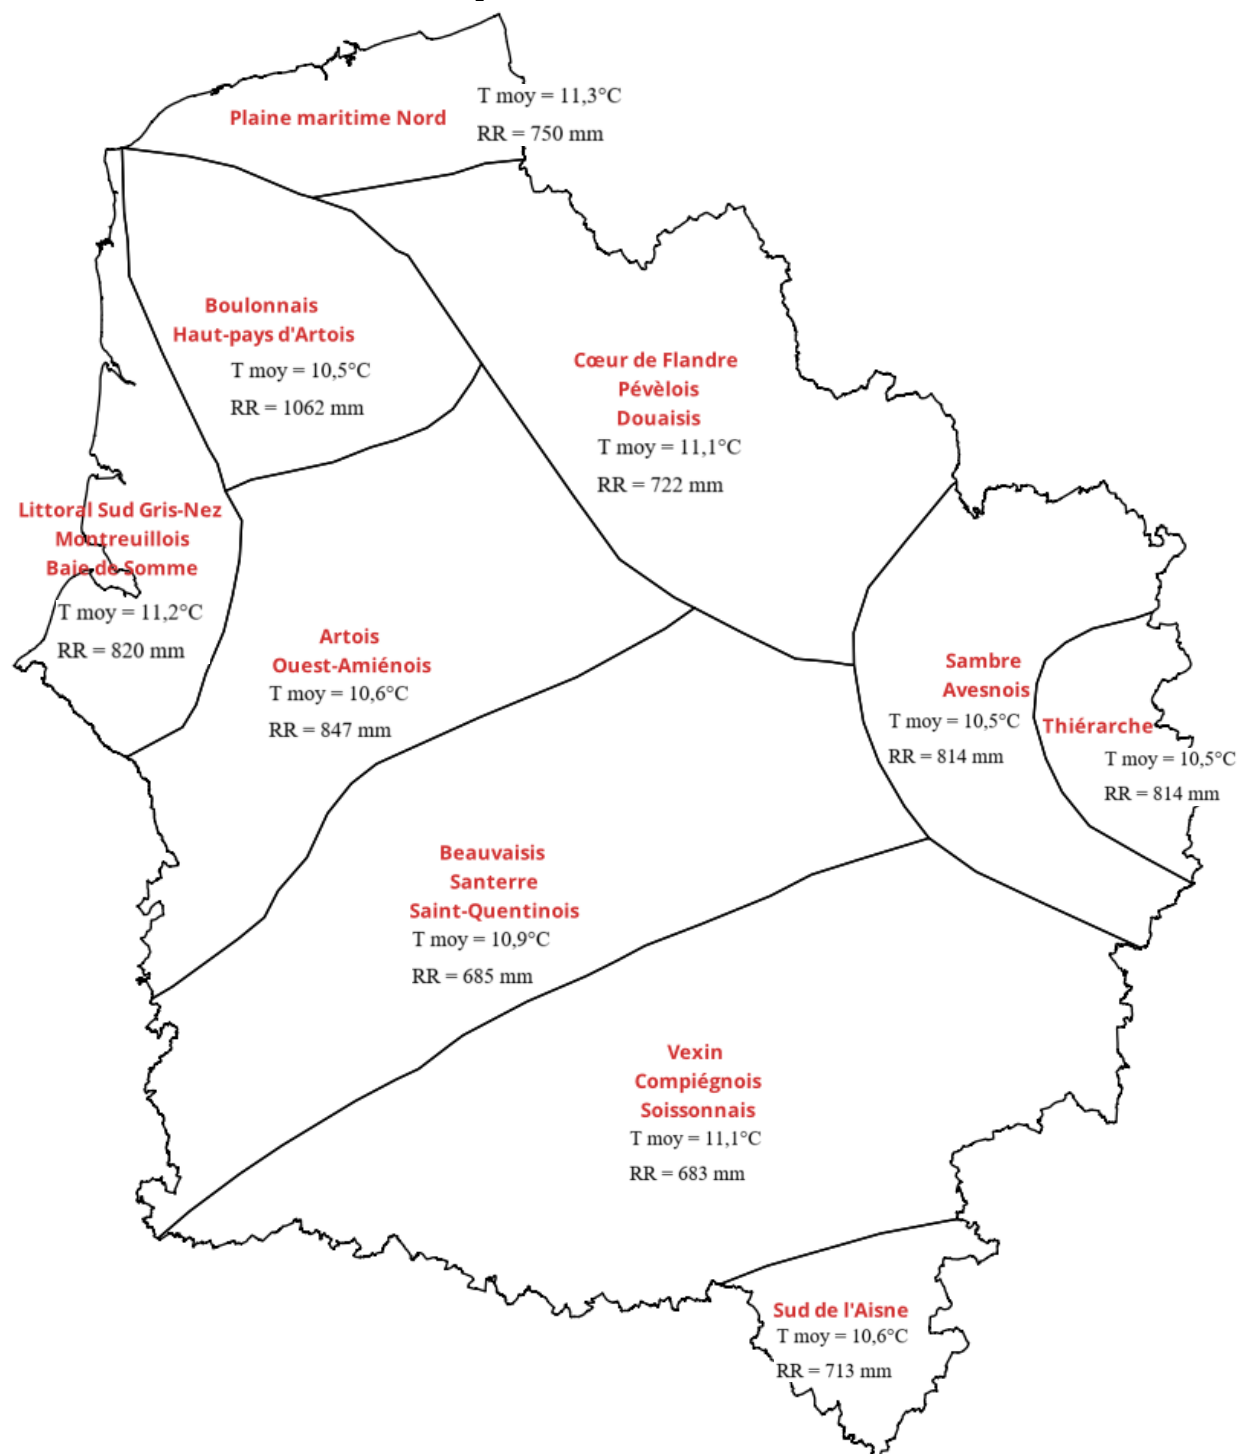 Plaine maritime Nord
T moy = 11,3°C
RR = 750 mm
Boulonnais
Haut-pays d'Artois
T moy = 10,5°C
RR = 1062 mm
Cœur de Flandre
Pévèlois
Douaisis
T moy = 11,1°C
RR = 722 mm
Littoral Sud Gris-Nez
Montreuillois
Baie de Somme
T moy = 11,2°C
RR = 820 mm
Artois
Ouest-Amiénois
T moy = 10,6°C
RR = 847 mm
Sambre
Avesnois
T moy = 10,5°C
RR = 814 mm
Thiérarche
T moy = 10,5°C
RR = 814 mm
Beauvaisis
Santerre
Saint-Quentinois
T moy = 10,9°C
RR = 685 mm
Vexin
Compiégnois
Soissonnais
T moy = 11,1°C
RR = 683 mm
Sud de l'Aisne
T moy = 10,6°C
RR = 713 mm